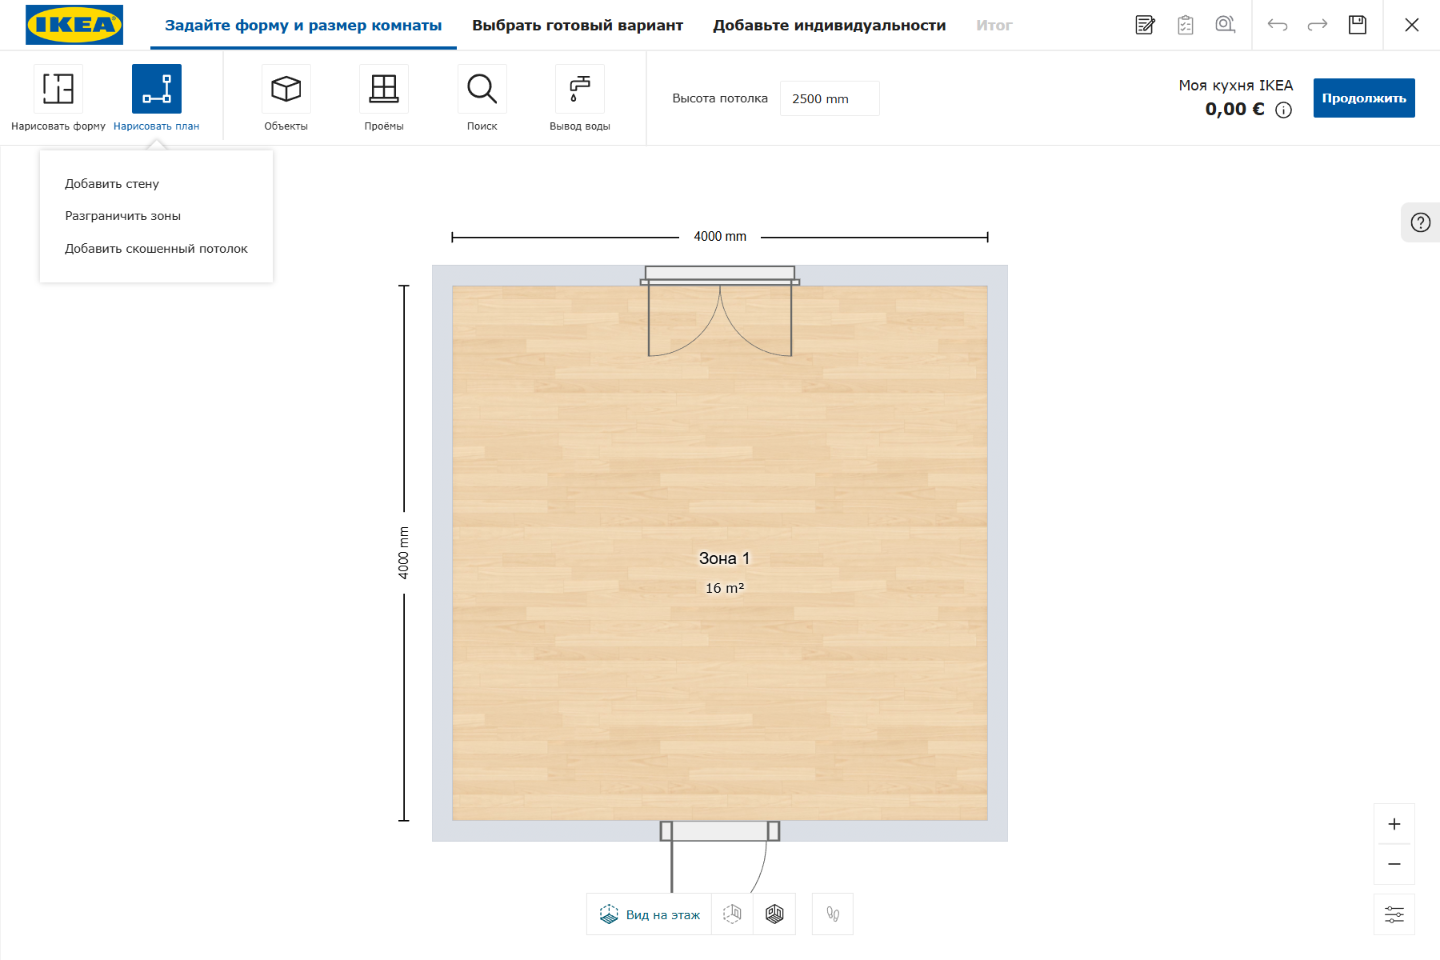 IKEA
Задайте форму и размер комнаты
Выбрать готовый вариант
Добавьте индивидуальности
Итог
Нарисовать форму
Нарисовать план
Объекты
Проёмы
Поиск
Вывод воды
Высота потолка
2500 mm
Моя кухня IKEA
0,00 €
Продолжить
Добавить стену
Разграничить зоны
Добавить скошенный потолок
4000 mm
4000 mm
Зона 1
16 m²
Вид на этаж